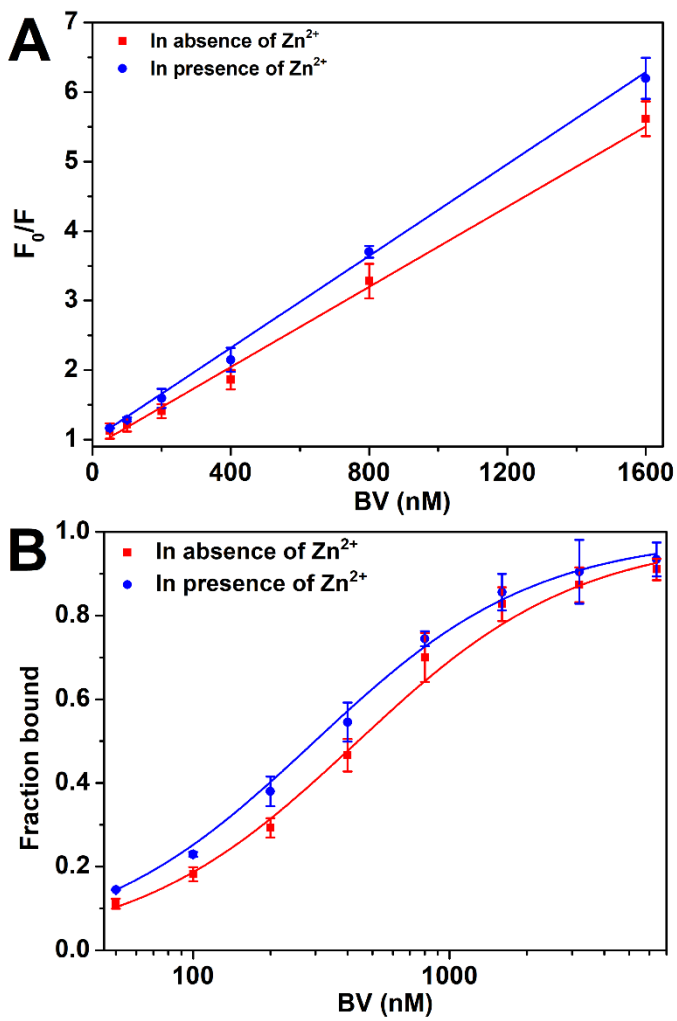 A
7
In absence of Zn²⁺
In presence of Zn²⁺
6
5
4
3
2
1
F₀/F
0 400 800 1200 1600
BV (nM)
B
1.0
In absence of Zn²⁺
In presence of Zn²⁺
0.8
0.6
0.4
0.2
0.0
Fraction bound
100 1000
BV (nM)